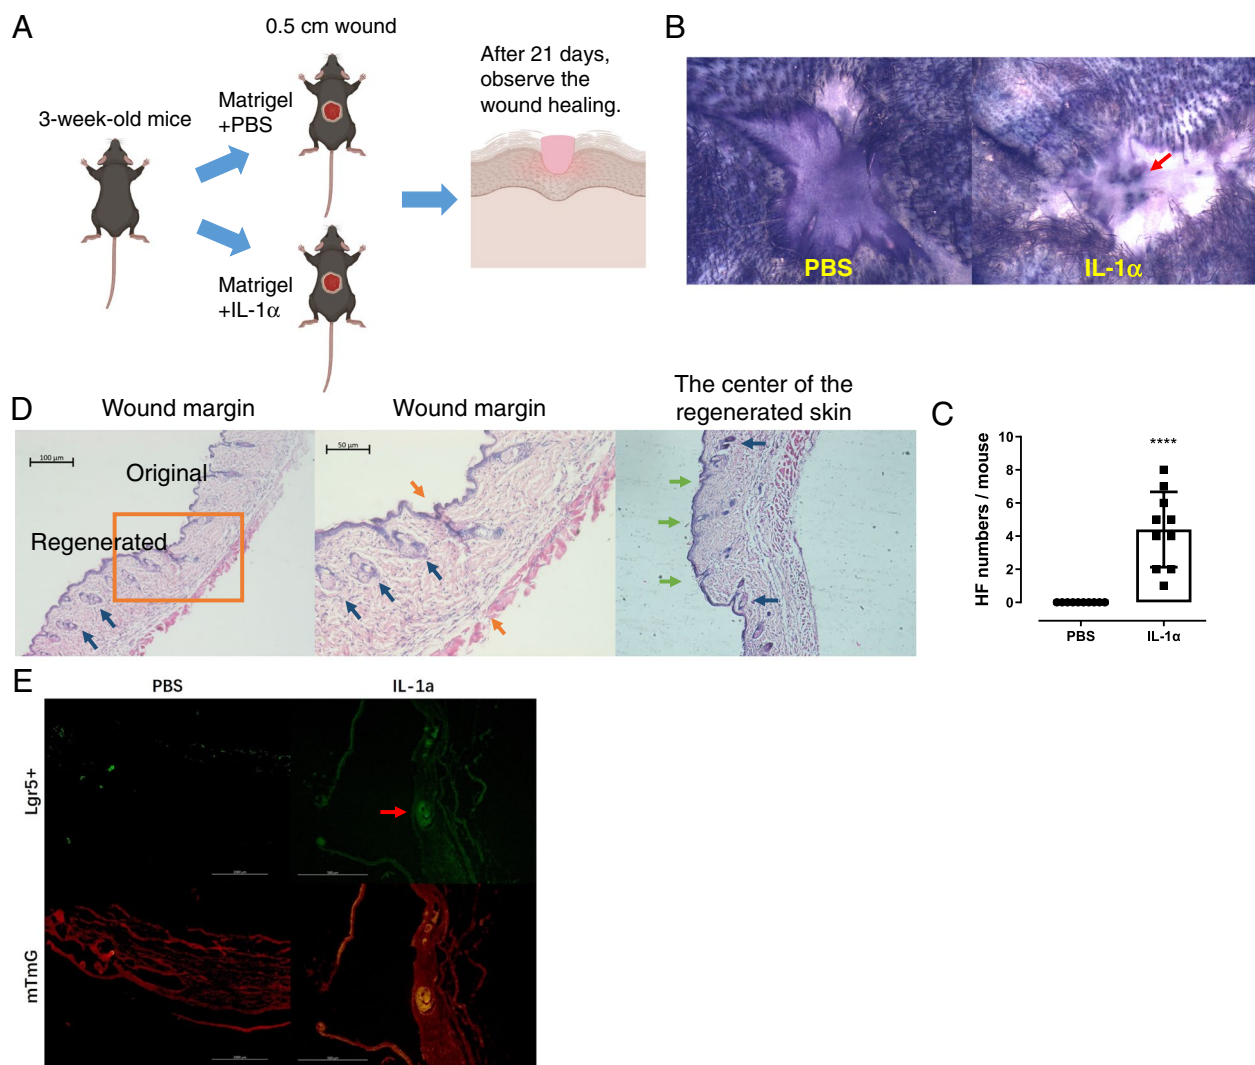 A
3-week-old mice
0.5 cm wound
Matrigel
+PBS
Matrigel
+IL-1α
After 21 days,
observe the
wound healing.
B
PBS
IL-1α
D
Wound margin
Wound margin
The center of the
regenerated skin
100 µm
Original
Regenerated
50 µm
C
HF numbers / mouse
10
8
6
4
2
0
****
PBS
IL-1α
E
PBS
IL-1a
Lgr5+
mTmG